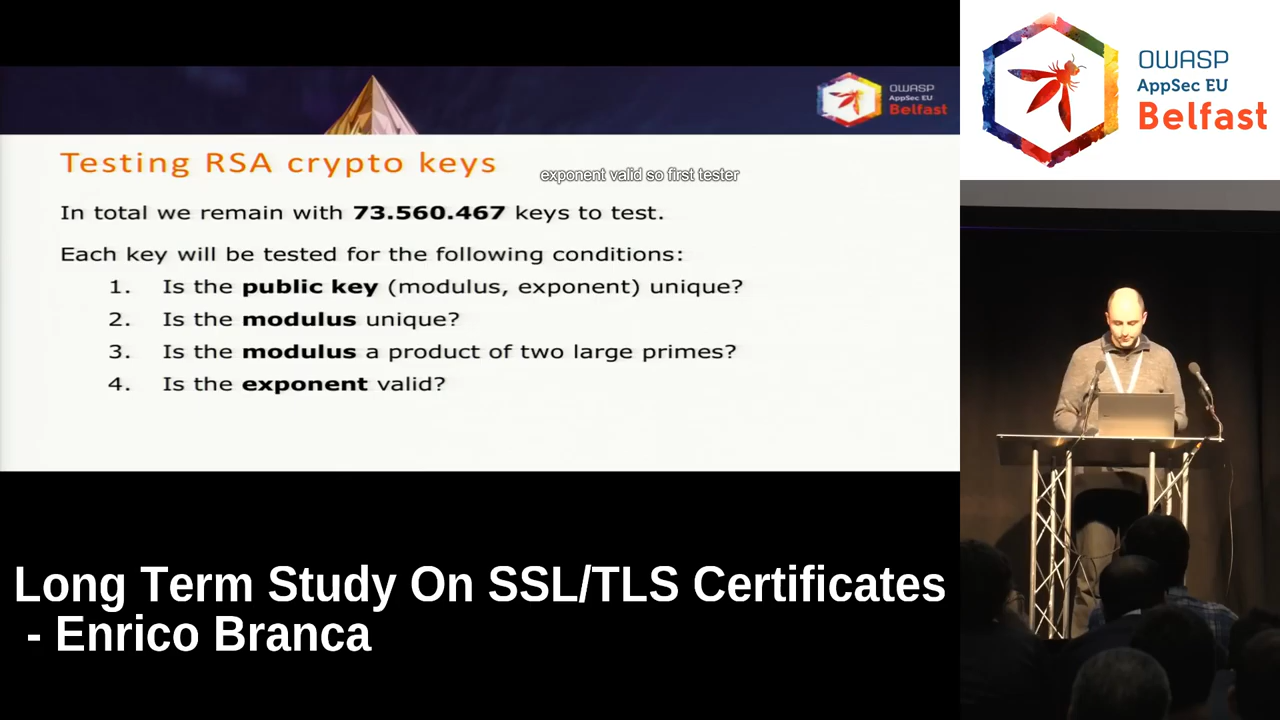 OWASP
AppSec EU
Belfast
Testing RSA crypto keys
exponent valid so first tester
In total we remain with 73.560.467 keys to test.
Each key will be tested for the following conditions:
1. Is the public key (modulus, exponent) unique?
2. Is the modulus unique?
3. Is the modulus a product of two large primes?
4. Is the exponent valid?
Long Term Study On SSL/TLS Certificates
- Enrico Branca
OWASP
AppSec EU
Belfast